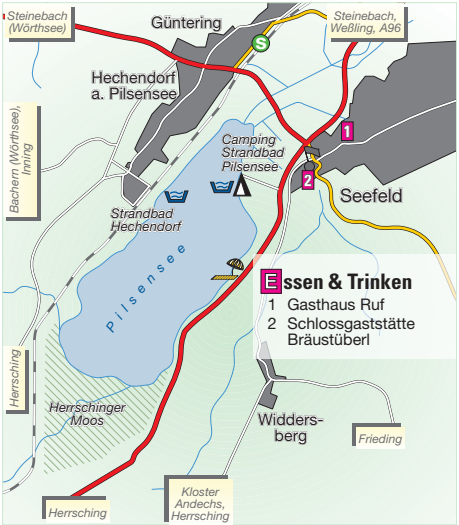 Steinebach
(Wörthsee)
Güntering
Steinebach,
Weßling, A96
S
Hechendorf
a. Pilsensee
Bachern (Wörthsee),
Inning
1
Camping
Strandbad
Pilsensee
2
Seefeld
Strandbad
Hechendorf
Pilsensee
Essen & Trinken
1 Gasthaus Ruf
2 Schlossgaststätte
Bräustüberl
Herrsching
Herrschinger
Moos
Widders-
berg
Frieding
Kloster
Andechs,
Herrsching
Herrsching